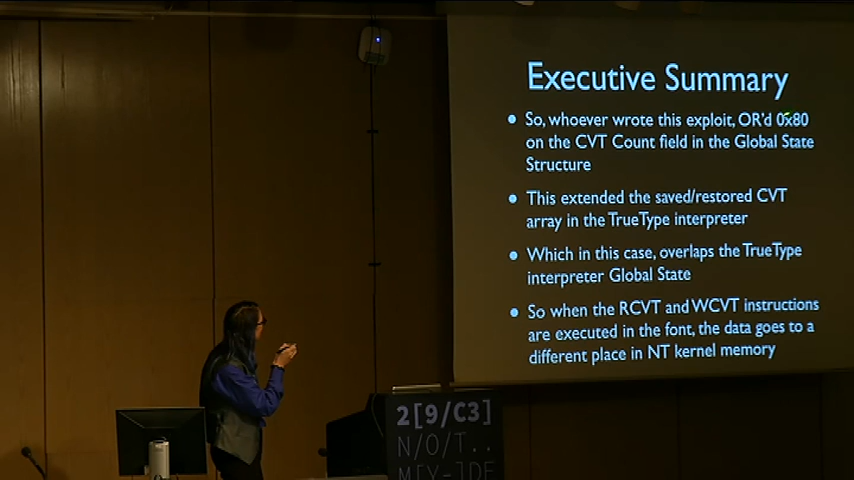 Executive Summary
So, whoever wrote this exploit, OR'd 0x80
on the CVT Count field in the Global State
Structure
This extended the saved/restored CVT
array in the TrueType interpreter
Which in this case, overlaps the TrueType
interpreter Global State
So when the RCVT and WCVT instructions
are executed in the font, the data goes to a
different place in NT kernel memory
2[9/C3]
N/O/T..
M[Y-]DE